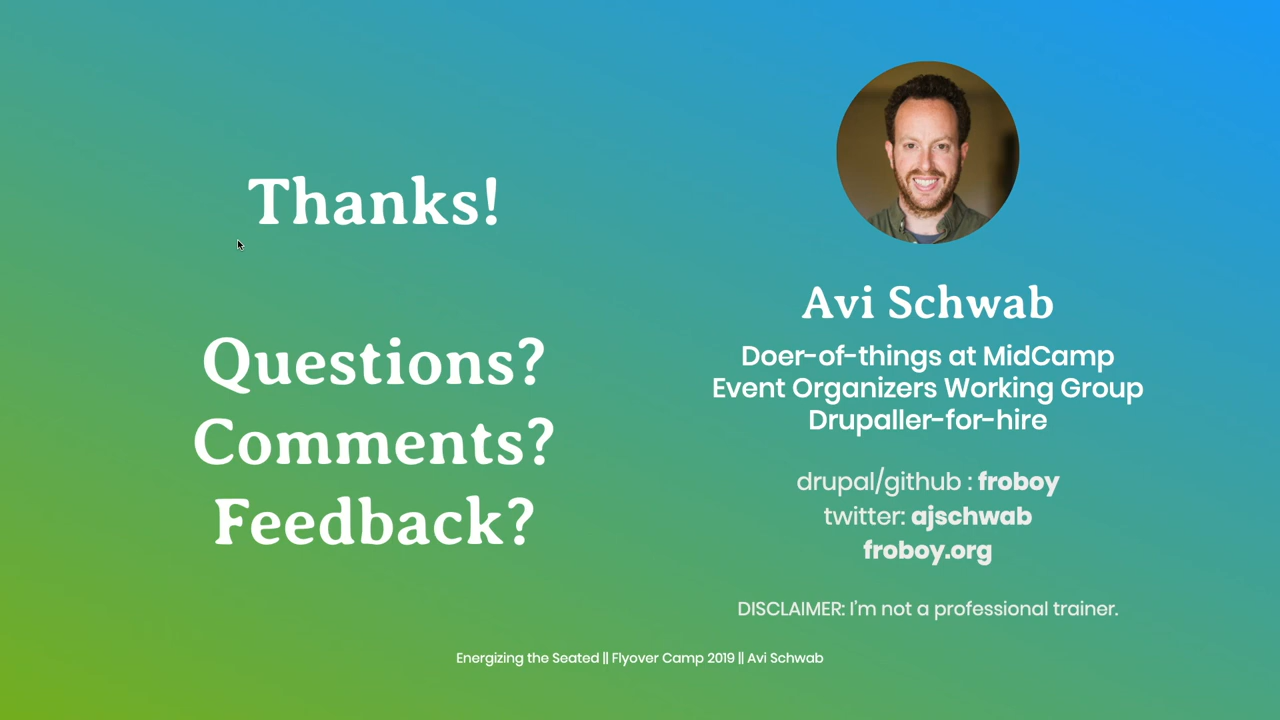 Thanks!
Questions?
Comments?
Feedback?
Avi Schwab
Doer-of-things at MidCamp
Event Organizers Working Group
Drupaller-for-hire
drupal/github : froboy
twitter: ajschwab
froboy.org
DISCLAIMER: I'm not a professional trainer.
Energizing the Seated || Flyover Camp 2019 || Avi Schwab